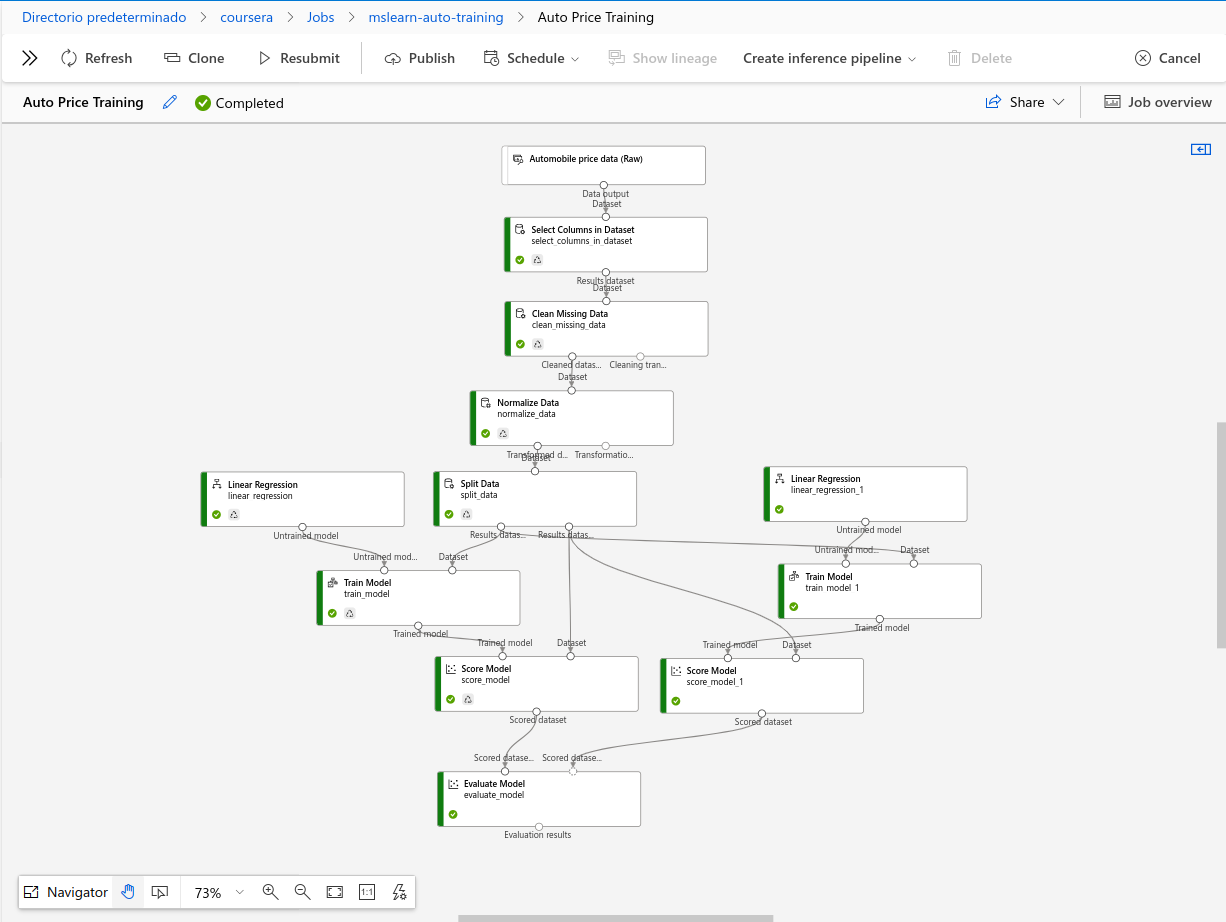 Directorio predeterminado > coursera > Jobs > mslearn-auto-training > Auto Price Training
Refresh Clone Resubmit Publish Schedule Show lineage Create inference pipeline Delete Cancel
Auto Price Training Completed Share Job overview
Automobile price data (Raw)
Data output
Dataset
Select Columns in Dataset
select_columns_in_dataset
Results dataset
Dataset
Clean Missing Data
clean_missing_data
Cleaned datas... Cleaning tran...
Dataset
Normalize Data
normalize_data
Transformed d... Transformatio...
Dataset
Linear Regression
linear_regression
Untrained model
Split Data
split_data
Results datas... Results datas...
Linear Regression
linear_regression_1
Untrained model
Untrained mod... Dataset
Train Model
train_model
Trained model
Untrained mod... Dataset
Train Model
train_model_1
Trained model
Trained model Dataset
Score Model
score_model
Scored dataset
Trained model Dataset
Score Model
score_model_1
Scored dataset
Scored datase... Scored datase...
Evaluate Model
evaluate_model
Evaluation results
Navigator 73% 1:1